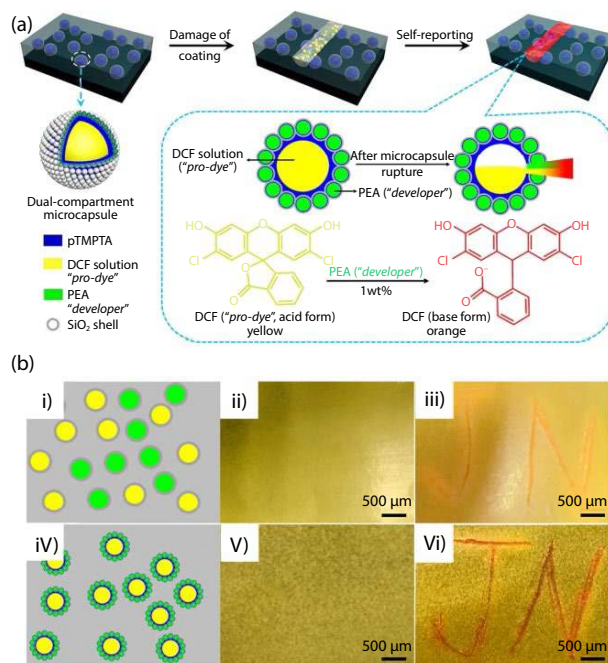 (a)
Damage of
coating
Self-reporting
Dual-compartment
microcapsule
pTMPTA
DCF solution
“pro-dye”
PEA
“developer”
SiO₂ shell
DCF solution
(“pro-dye”)
After microcapsule
rupture
PEA (“developer”)
HO
O
OH
Cl
Cl
O
O
PEA (“developer”)
1wt%
HO
O
OH
Cl
Cl
O⁻
O
DCF (“pro-dye”, acid form)
yellow
DCF (base form)
orange
(b)
i)
ii)
500 µm
iii)
J N
500 µm
iV)
V)
500 µm
Vi)
J N
500 µm